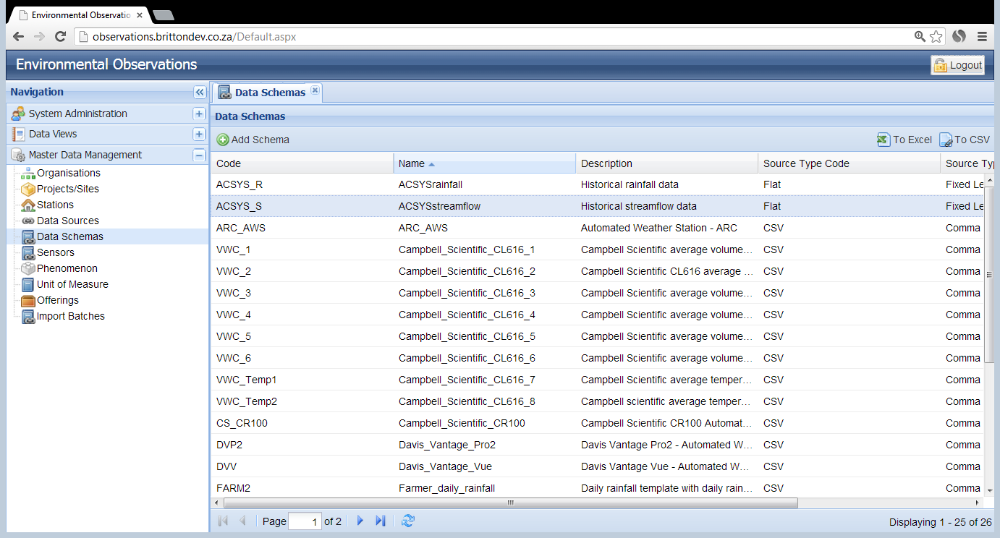 Environmental Observatio
observations.brittondev.co.za/Default.aspx
Environmental Observations
Logout
Navigation
System Administration
Data Views
Master Data Management
Organisations
Projects/Sites
Stations
Data Sources
Data Schemas
Sensors
Phenomenon
Unit of Measure
Offerings
Import Batches
Data Schemas
Data Schemas
Add Schema To Excel To CSV
Code Name Description Source Type Code Source Ty
ACSYS_R ACSYSrainfall Historical rainfall data Flat Fixed Le
ACSYS_S ACSYSstreamflow Historical streamflow data Flat Fixed Le
ARC_AWS ARC_AWS Automated Weather Station - ARC CSV Comma
VWC_1 Campbell_Scientific_CL616_1 Campbell Scientific average volume... CSV Comma
VWC_2 Campbell_Scientific_CL616_2 Campbell Scientific CL616 average ... CSV Comma
VWC_3 Campbell_Scientific_CL616_3 Campbell Scientific average volume... CSV Comma
VWC_4 Campbell_Scientific_CL616_4 Campbell Scientific average volume... CSV Comma
VWC_5 Campbell_Scientific_CL616_5 Campbell Scientific average volume... CSV Comma
VWC_6 Campbell_Scientific_CL616_6 Campbell Scientific average volume... CSV Comma
VWC_Temp1 Campbell_Scientific_CL616_7 Campbell Scientific average temper... CSV Comma
VWC_Temp2 Campbell_Scientific_CL616_8 Campbell scientific average temper... CSV Comma
CS_CR100 Campbell_Scientific_CR100 Campbell Scientific CR100 Automat... CSV Comma
DVP2 Davis_Vantage_Pro2 Davis Vantage Pro2 - Automated W... CSV Comma
DVV Davis_Vantage_Vue Davis Vantage Vue - Automated W... CSV Comma
FARM2 Farmer_daily_rainfall Daily rainfall template with daily rain... CSV Comma
Page 1 of 2 Displaying 1 - 25 of 26